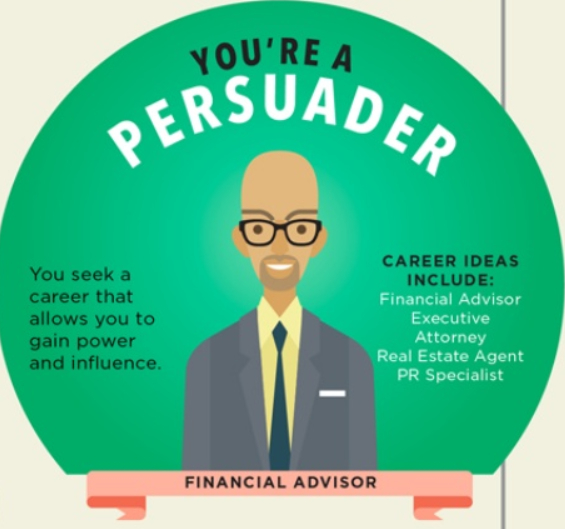 YOU'RE A
PERSUADER
You seek a
career that
allows you to
gain power
and influence.
CAREER IDEAS
INCLUDE:
Financial Advisor
Executive
Attorney
Real Estate Agent
PR Specialist
FINANCIAL ADVISOR